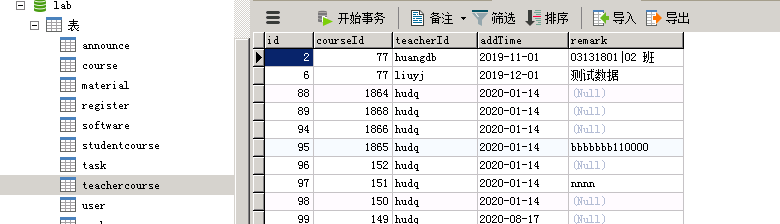 lab
表
announce
course
material
register
software
studentcourse
task
teachercourse
user
开始事务 备注 筛选 排序 导入 导出
id courseId teacherId addTime remark
2 77 huangdb 2019-11-01 03131801|02 班
6 77 liuyj 2019-12-01 测试数据
88 1864 hudq 2020-01-14 (Null)
89 1868 hudq 2020-01-14 (Null)
94 1866 hudq 2020-01-14 (Null)
95 1865 hudq 2020-01-14 bbbbbbb110000
96 152 hudq 2020-01-14 (Null)
97 151 hudq 2020-01-14 nnnn
98 150 hudq 2020-01-14 (Null)
99 149 hudq 2020-08-17 (Null)